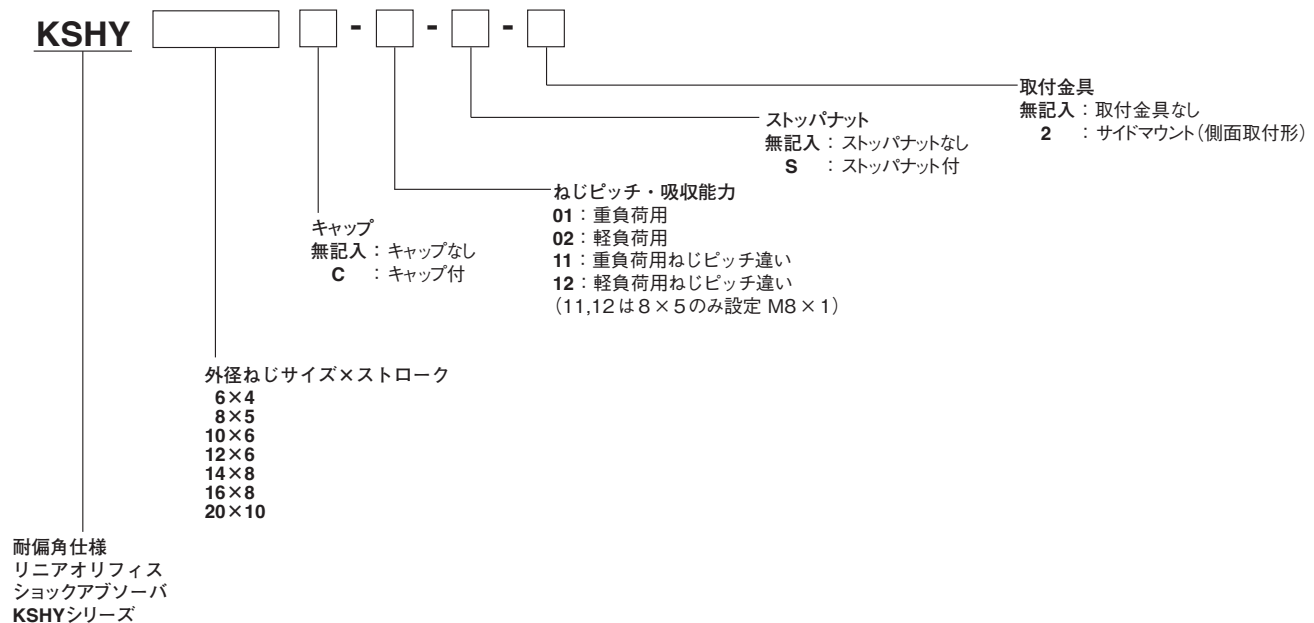 KSHY - - -
取付金具
無記入：取付金具なし
2 ：サイドマウント（側面取付形）
ストッパナット
無記入：ストッパナットなし
S ：ストッパナット付
ねじピッチ・吸収能力
01：重負荷用
02：軽負荷用
11：重負荷用ねじピッチ違い
12：軽負荷用ねじピッチ違い
（11,12は8×5のみ設定 M8×1）
キャップ
無記入：キャップなし
C ：キャップ付
外径ねじサイズ×ストローク
6×4
8×5
10×6
12×6
14×8
16×8
20×10
耐偏角仕様
リニアオリフィス
ショックアブソーバ
KSHYシリーズ